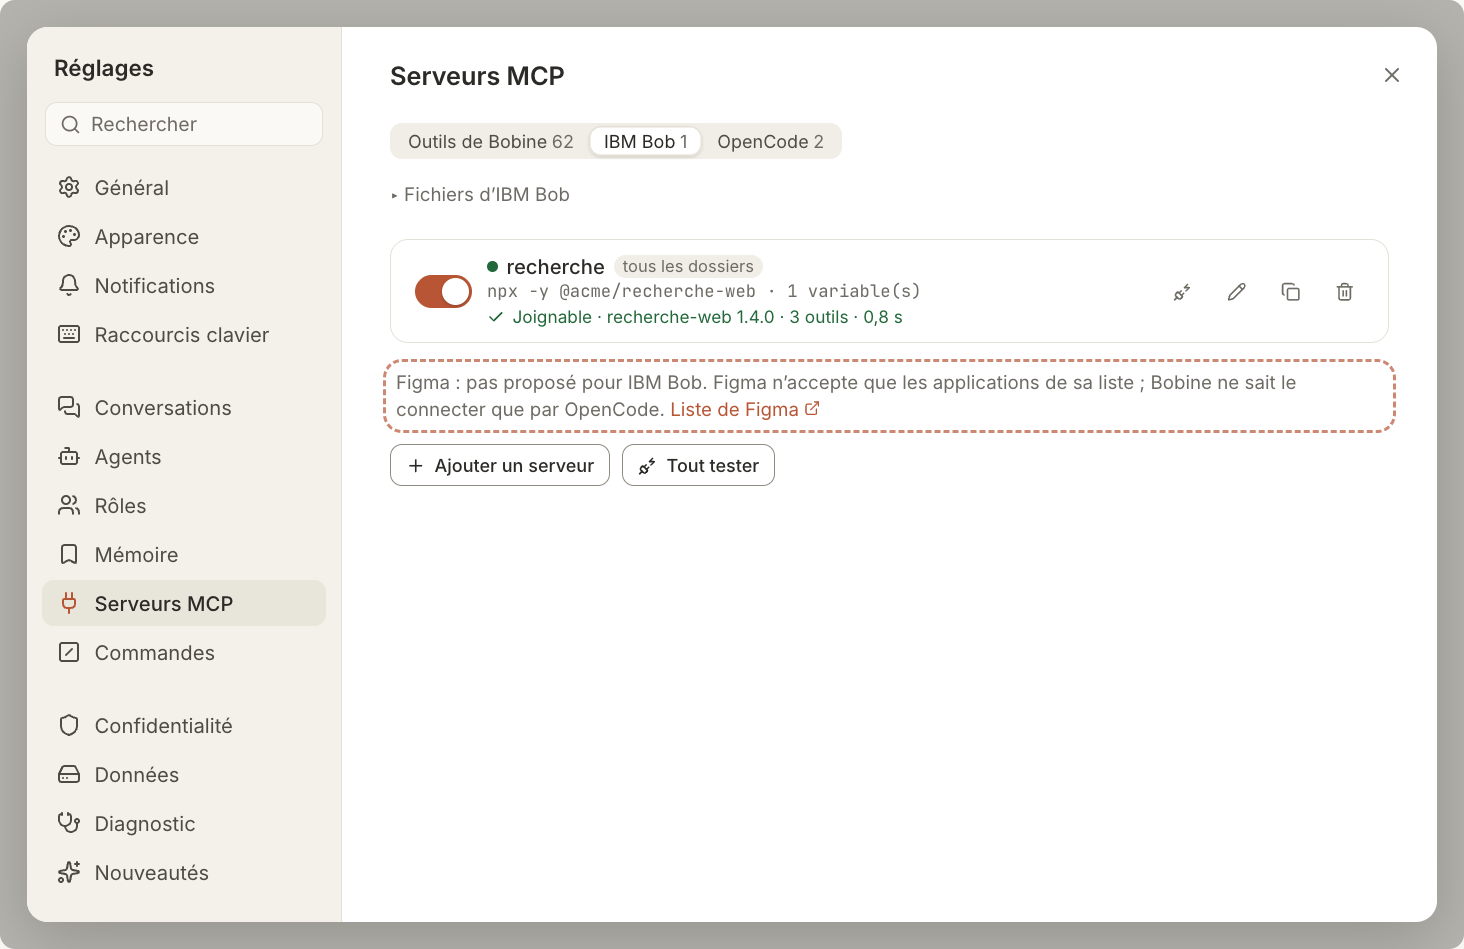 Réglages
Rechercher
Général
Apparence
Notifications
Raccourcis clavier
Conversations
Agents
Rôles
Mémoire
Serveurs MCP
Commandes
Confidentialité
Données
Diagnostic
Nouveautés
Serveurs MCP
Outils de Bobine 62
IBM Bob 1
OpenCode 2
Fichiers d’IBM Bob
recherche tous les dossiers
npx -y @acme/recherche-web · 1 variable(s)
Joignable · recherche-web 1.4.0 · 3 outils · 0,8 s
Figma : pas proposé pour IBM Bob. Figma n’accepte que les applications de sa liste ; Bobine ne sait le
connecter que par OpenCode. Liste de Figma
Ajouter un serveur
Tout tester